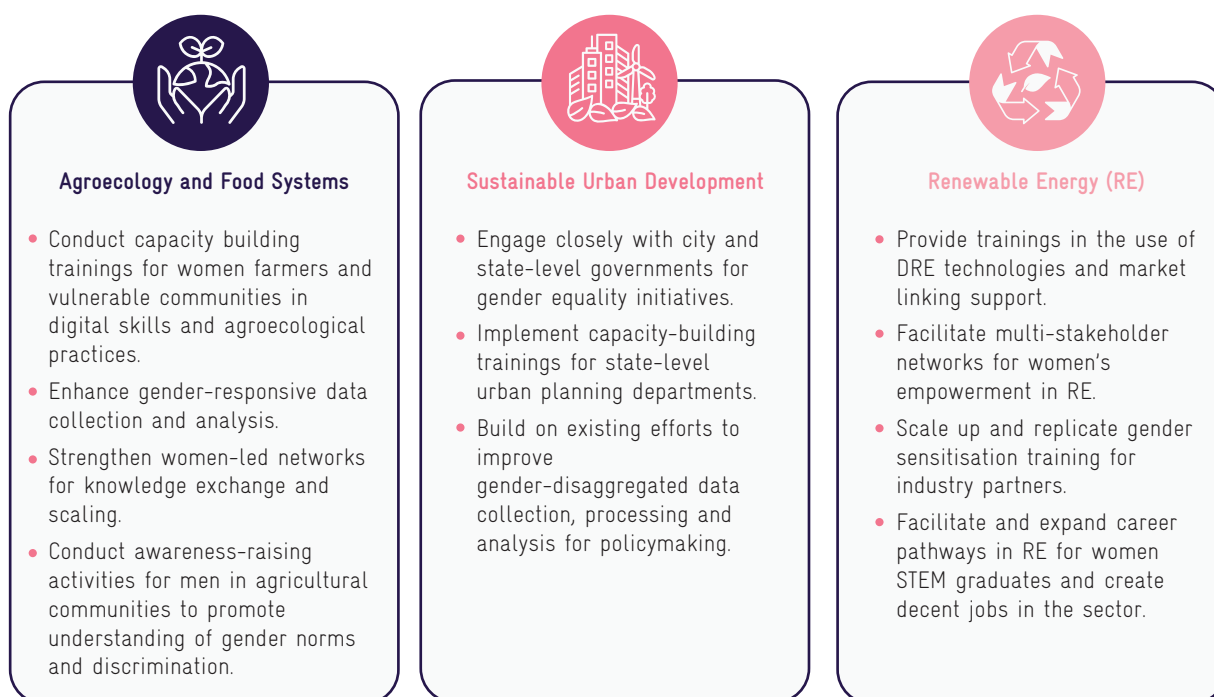 Agroecology and Food Systems
• Conduct capacity building
trainings for women farmers and
vulnerable communities in
digital skills and agroecological
practices.
• Enhance gender-responsive data
collection and analysis.
• Strengthen women-led networks
for knowledge exchange and
scaling.
• Conduct awareness-raising
activities for men in agricultural
communities to promote
understanding of gender norms
and discrimination.
Sustainable Urban Development
• Engage closely with city and
state-level governments for
gender equality initiatives.
• Implement capacity-building
trainings for state-level
urban planning departments.
• Build on existing efforts to
improve
gender-disaggregated data
collection, processing and
analysis for policymaking.
Renewable Energy (RE)
• Provide trainings in the use of
DRE technologies and market
linking support.
• Facilitate multi-stakeholder
networks for women's
empowerment in RE.
• Scale up and replicate gender
sensitisation training for
industry partners.
• Facilitate and expand career
pathways in RE for women
STEM graduates and create
decent jobs in the sector.